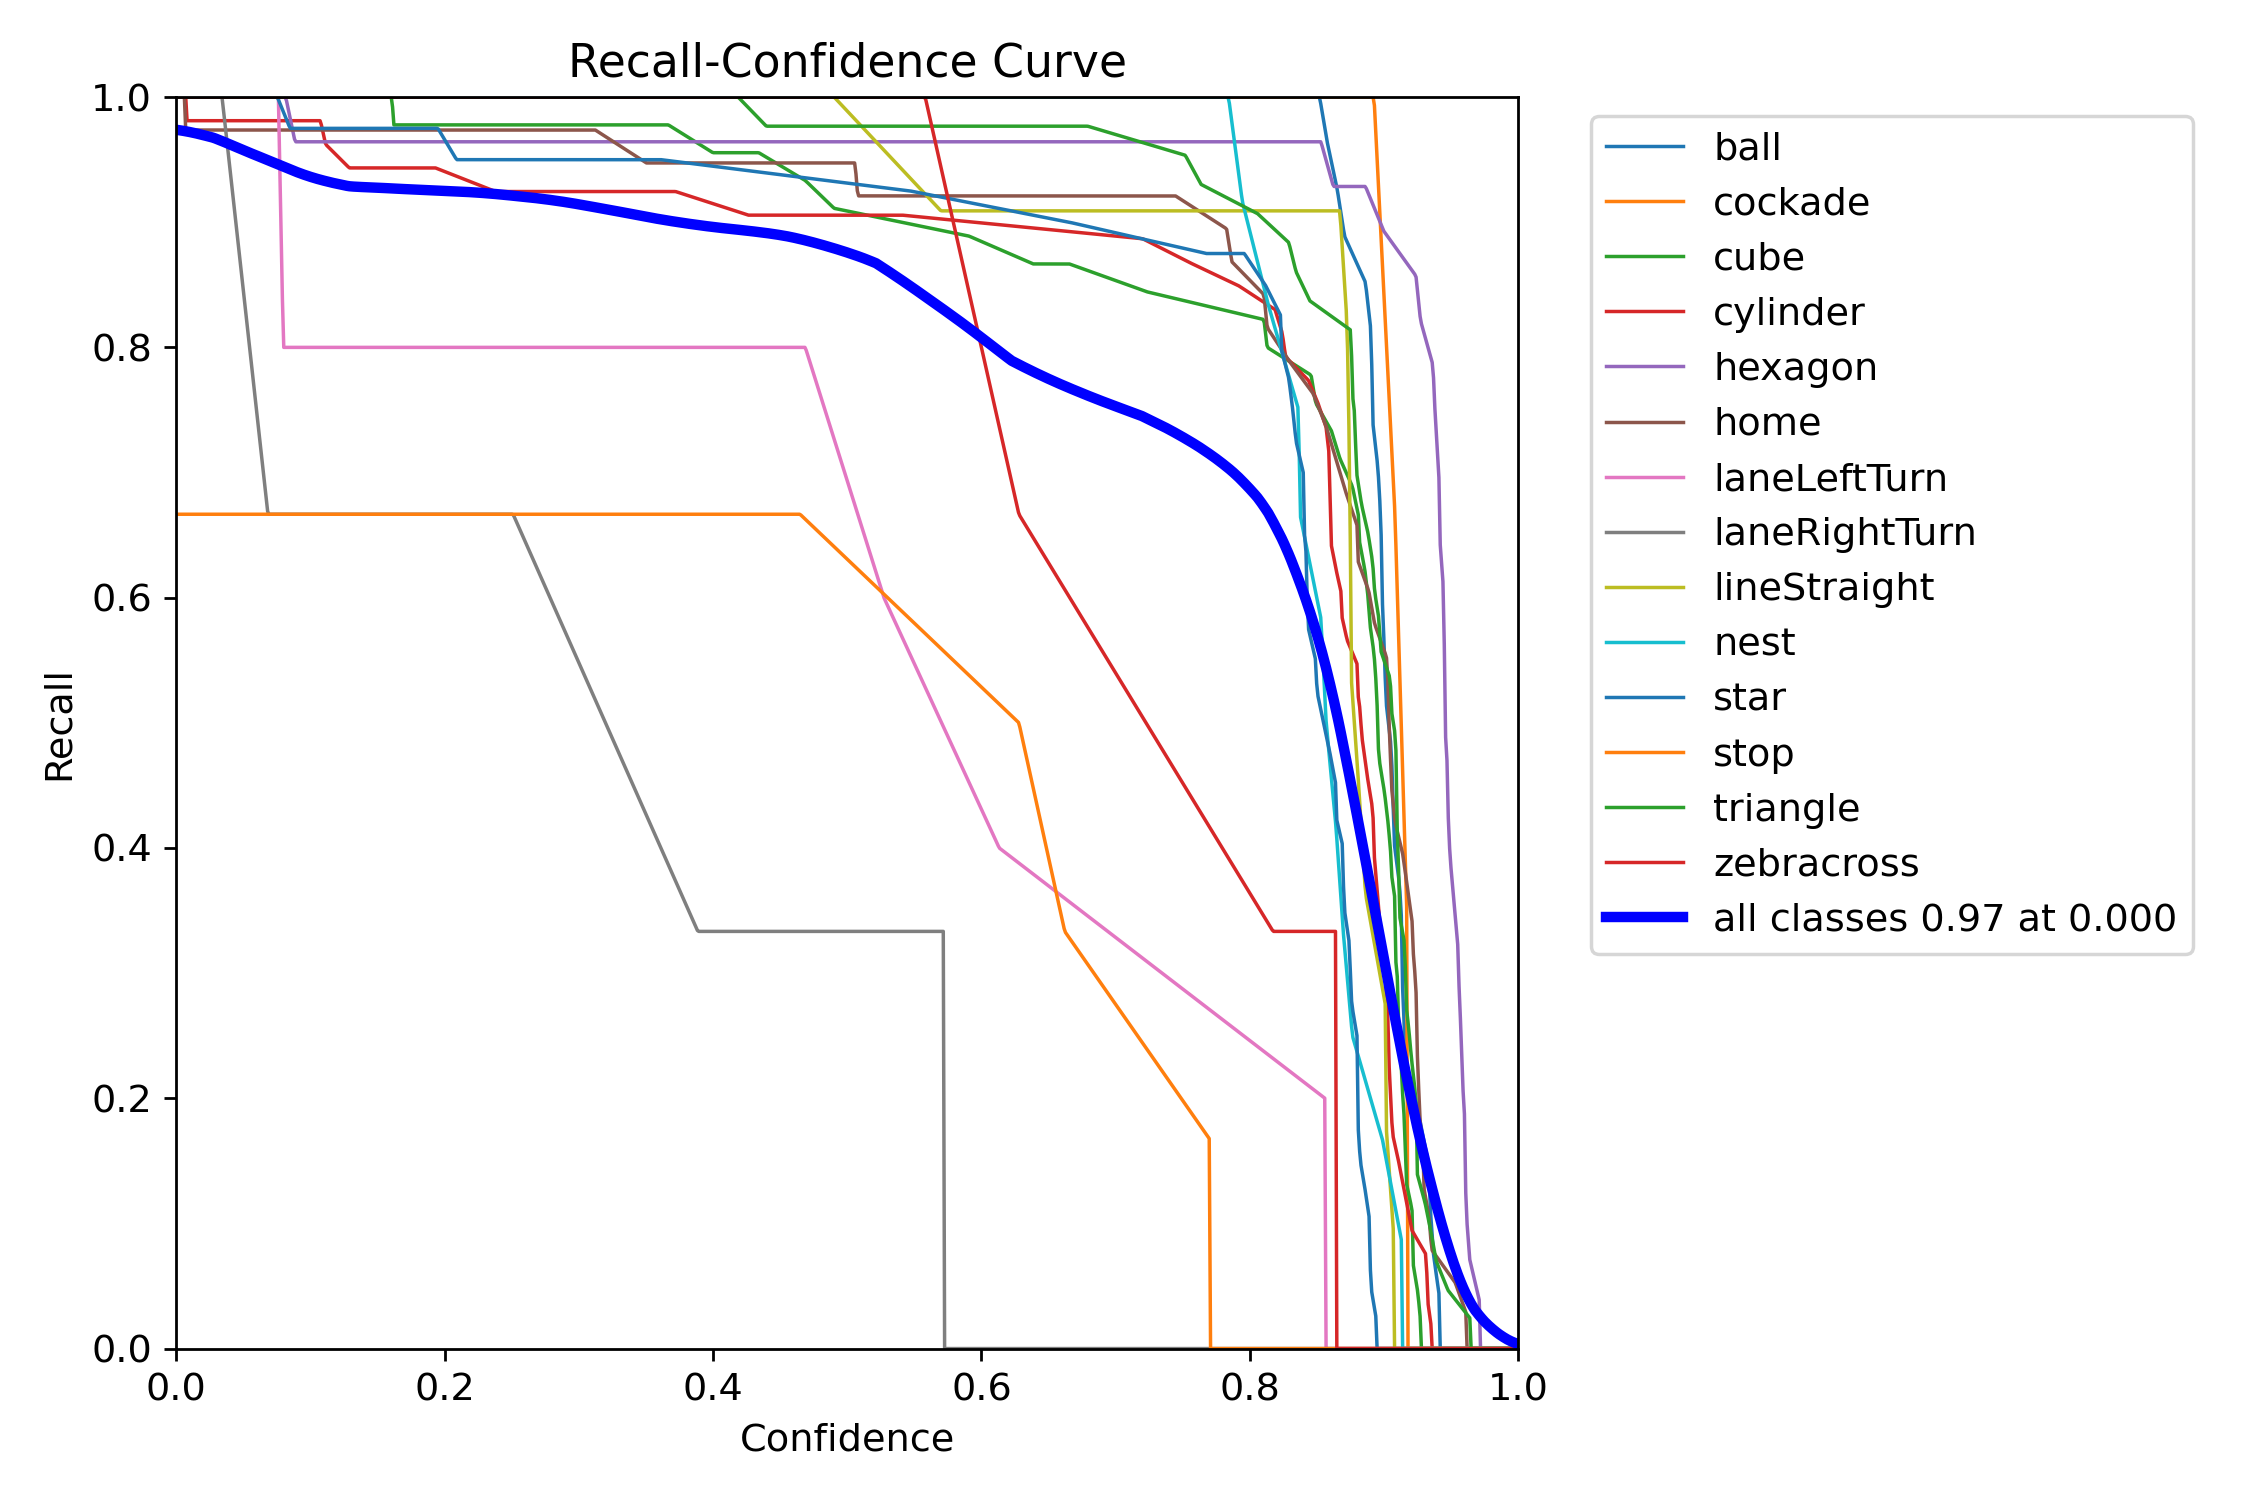 Recall-Confidence Curve
1.0
0.8
0.6
0.4
0.2
0.0
Recall
0.0 0.2 0.4 0.6 0.8 1.0
Confidence
ball
cockade
cube
cylinder
hexagon
home
laneLeftTurn
laneRightTurn
lineStraight
nest
star
stop
triangle
zebracross
all classes 0.97 at 0.000